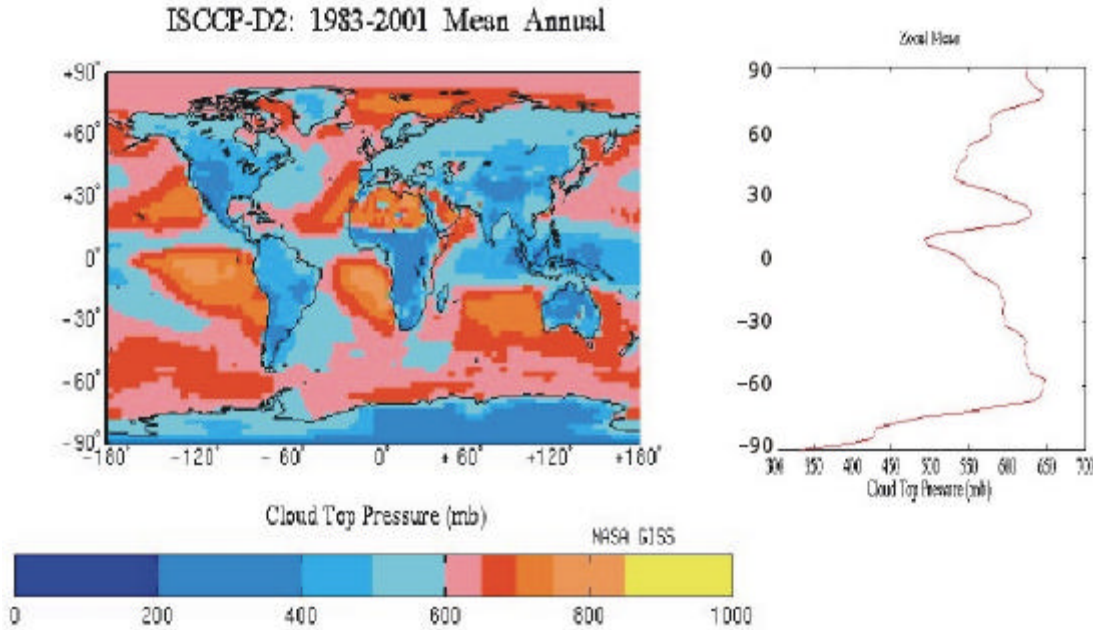 ISCCP-D2: 1983-2001 Mean Annual
Zonal Mean
+90°
+60°
+30°
0°
-30°
-60°
-90°
-180° -120° -60° 0° +60° +120° +180°
90
60
30
0
-30
-60
-90
300 350 400 450 500 550 600 650 700
Cloud Top Pressure (mb)
Cloud Top Pressure (mb)
NASA GISS
0 200 400 600 800 1000